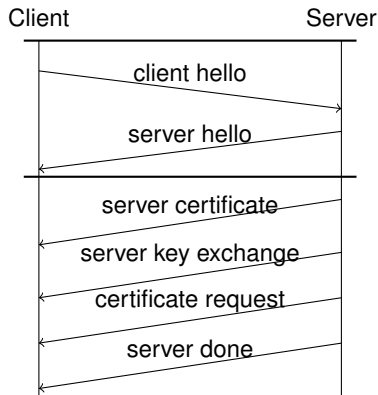 Client Server
client hello
server hello
server certificate
server key exchange
certificate request
server done